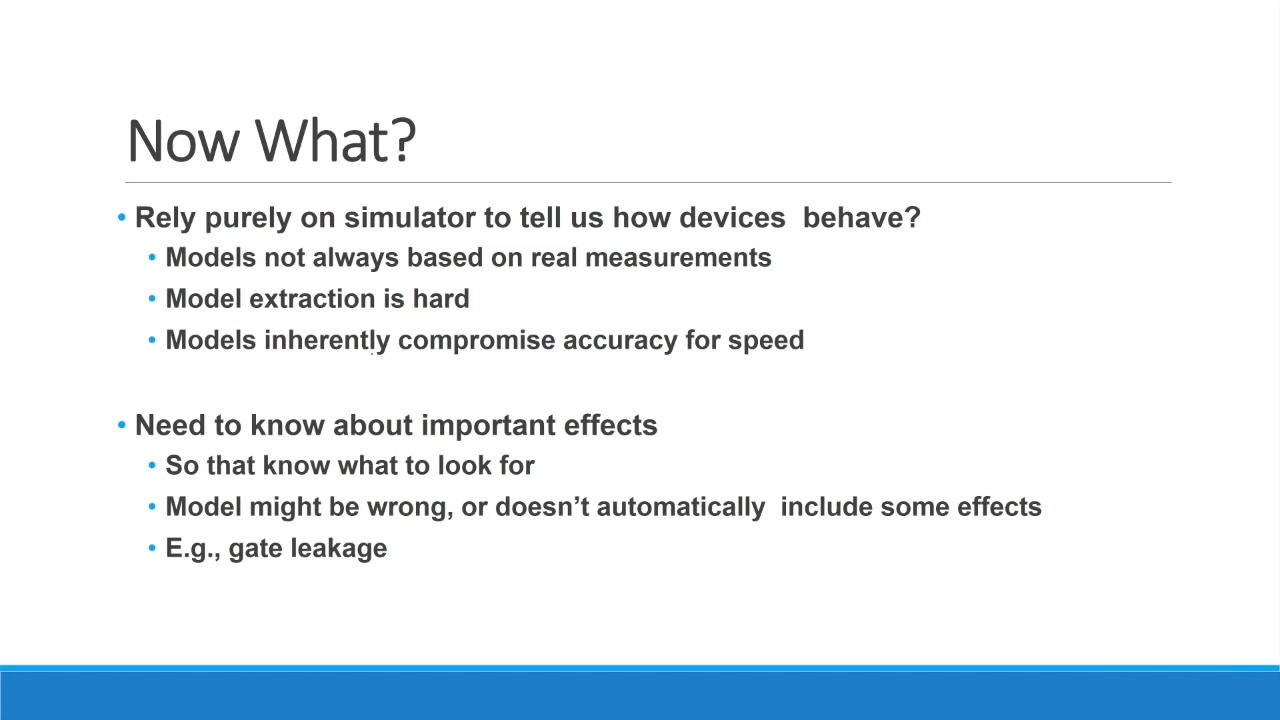 Now What?
• Rely purely on simulator to tell us how devices  behave?
• Models not always based on real measurements
• Model extraction is hard
• Models inherently compromise accuracy for speed
• Need to know about important effects
• So that know what to look for
• Model might be wrong, or doesn’t automatically  include some effects
• E.g., gate leakage